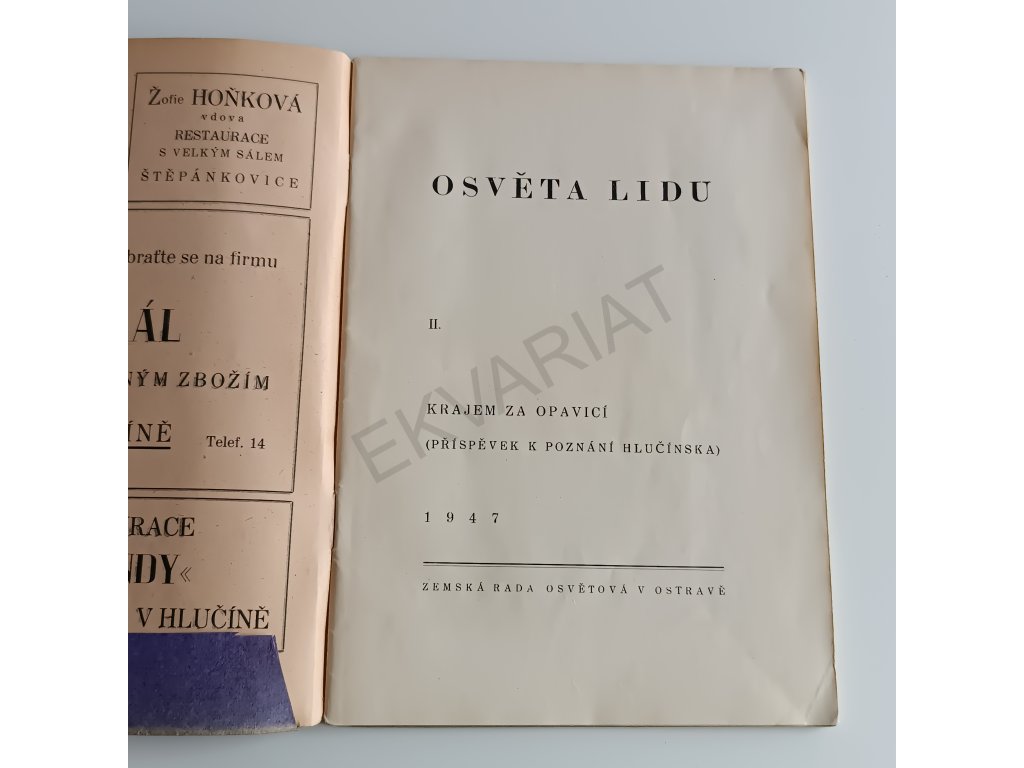 Žofie HOŇKOVÁ
vdova
RESTAURACE
S VELKÝM SÁLEM
ŠTĚPÁNKOVICE
braťte se na firmu
ÁL
NÝM ZBOŽÍM
ÍNĚ Telef. 14
RACE
NDY«
V HLUČÍNĚ
OSVĚTA LIDU
II.
KRAJEM ZA OPAVICÍ
(PŘÍSPĚVEK K POZNÁNÍ HLUČÍNSKA)
1947
ZEMSKÁ RADA OSVĚTOVÁ V OSTRAVĚ
EKVARIAT